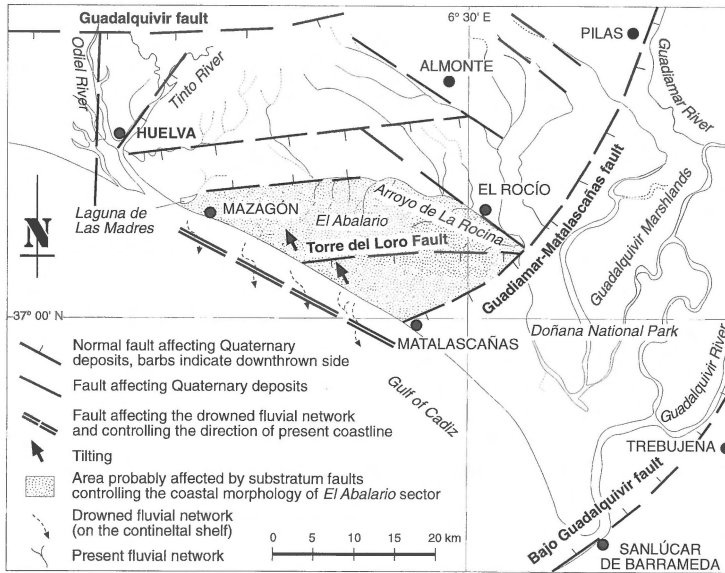 Guadalquivir fault
6° 30 E
PILAS
Odiel River
Tinto River
ALMONTE
Guadiamar River
HUELVA
Laguna de
Las Madres
MAZAGÓN
El Abalario
Arroyo de La Rocina
EL ROCÍO
Torre del Loro Fault
Guadiamar-Matalascañas fault
Guadalquivir Marshlands
N
37° 00' N
MATALASCAÑAS
Doñana National Park
Gulf of Cadiz
Guadalquivir River
TREBUJENA
Bajo Guadalquivir fault
SANLÚCAR
DE BARRAMEDA
Normal fault affecting Quaternary
deposits, barbs indicate downthrown side
Fault affecting Quaternary deposits
Fault affecting the drowned fluvial network
and controlling the direction of present coastline
Tilting
Area probably affected by substratum faults
controlling the coastal morphology of El Abalario sector
Drowned fluvial network
(on the contineltal shelf)
Present fluvial network
0 5 10 15 20 km